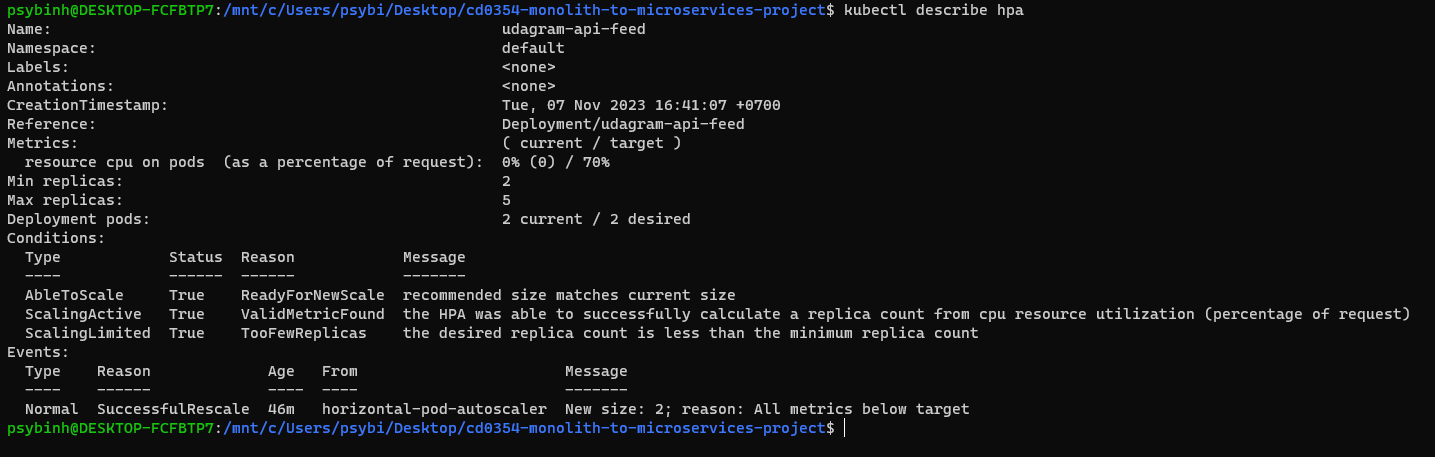 psybinh@DESKTOP-FCFBTP7:/mnt/c/Users/psybi/Desktop/cd0354-monolith-to-microservices-project$ kubectl describe hpa
Name:                                                  udagram-api-feed
Namespace:                                             default
Labels:                                                <none>
Annotations:                                           <none>
CreationTimestamp:                                     Tue, 07 Nov 2023 16:41:07 +0700
Reference:                                             Deployment/udagram-api-feed
Metrics:                                               ( current / target )
  resource cpu on pods  (as a percentage of request):  0% (0) / 70%
Min replicas:                                          2
Max replicas:                                          5
Deployment pods:                                       2 current / 2 desired
Conditions:
  Type            Status  Reason            Message
  ----            ------  ------            -------
  AbleToScale     True    ReadyForNewScale  recommended size matches current size
  ScalingActive   True    ValidMetricFound  the HPA was able to successfully calculate a replica count from cpu resource utilization (percentage of request)
  ScalingLimited  True    TooFewReplicas    the desired replica count is less than the minimum replica count
Events:
  Type    Reason             Age   From                       Message
  ----    ------             ----  ----                       -------
  Normal  SuccessfulRescale  46m   horizontal-pod-autoscaler  New size: 2; reason: All metrics below target
psybinh@DESKTOP-FCFBTP7:/mnt/c/Users/psybi/Desktop/cd0354-monolith-to-microservices-project$